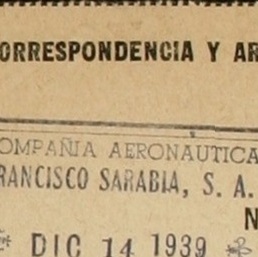 ORRESPONDENCIA Y AR
OMPAÑIA AERONAUTICA
RANCISCO SARABIA, S. A.
N
DIC 14 1939